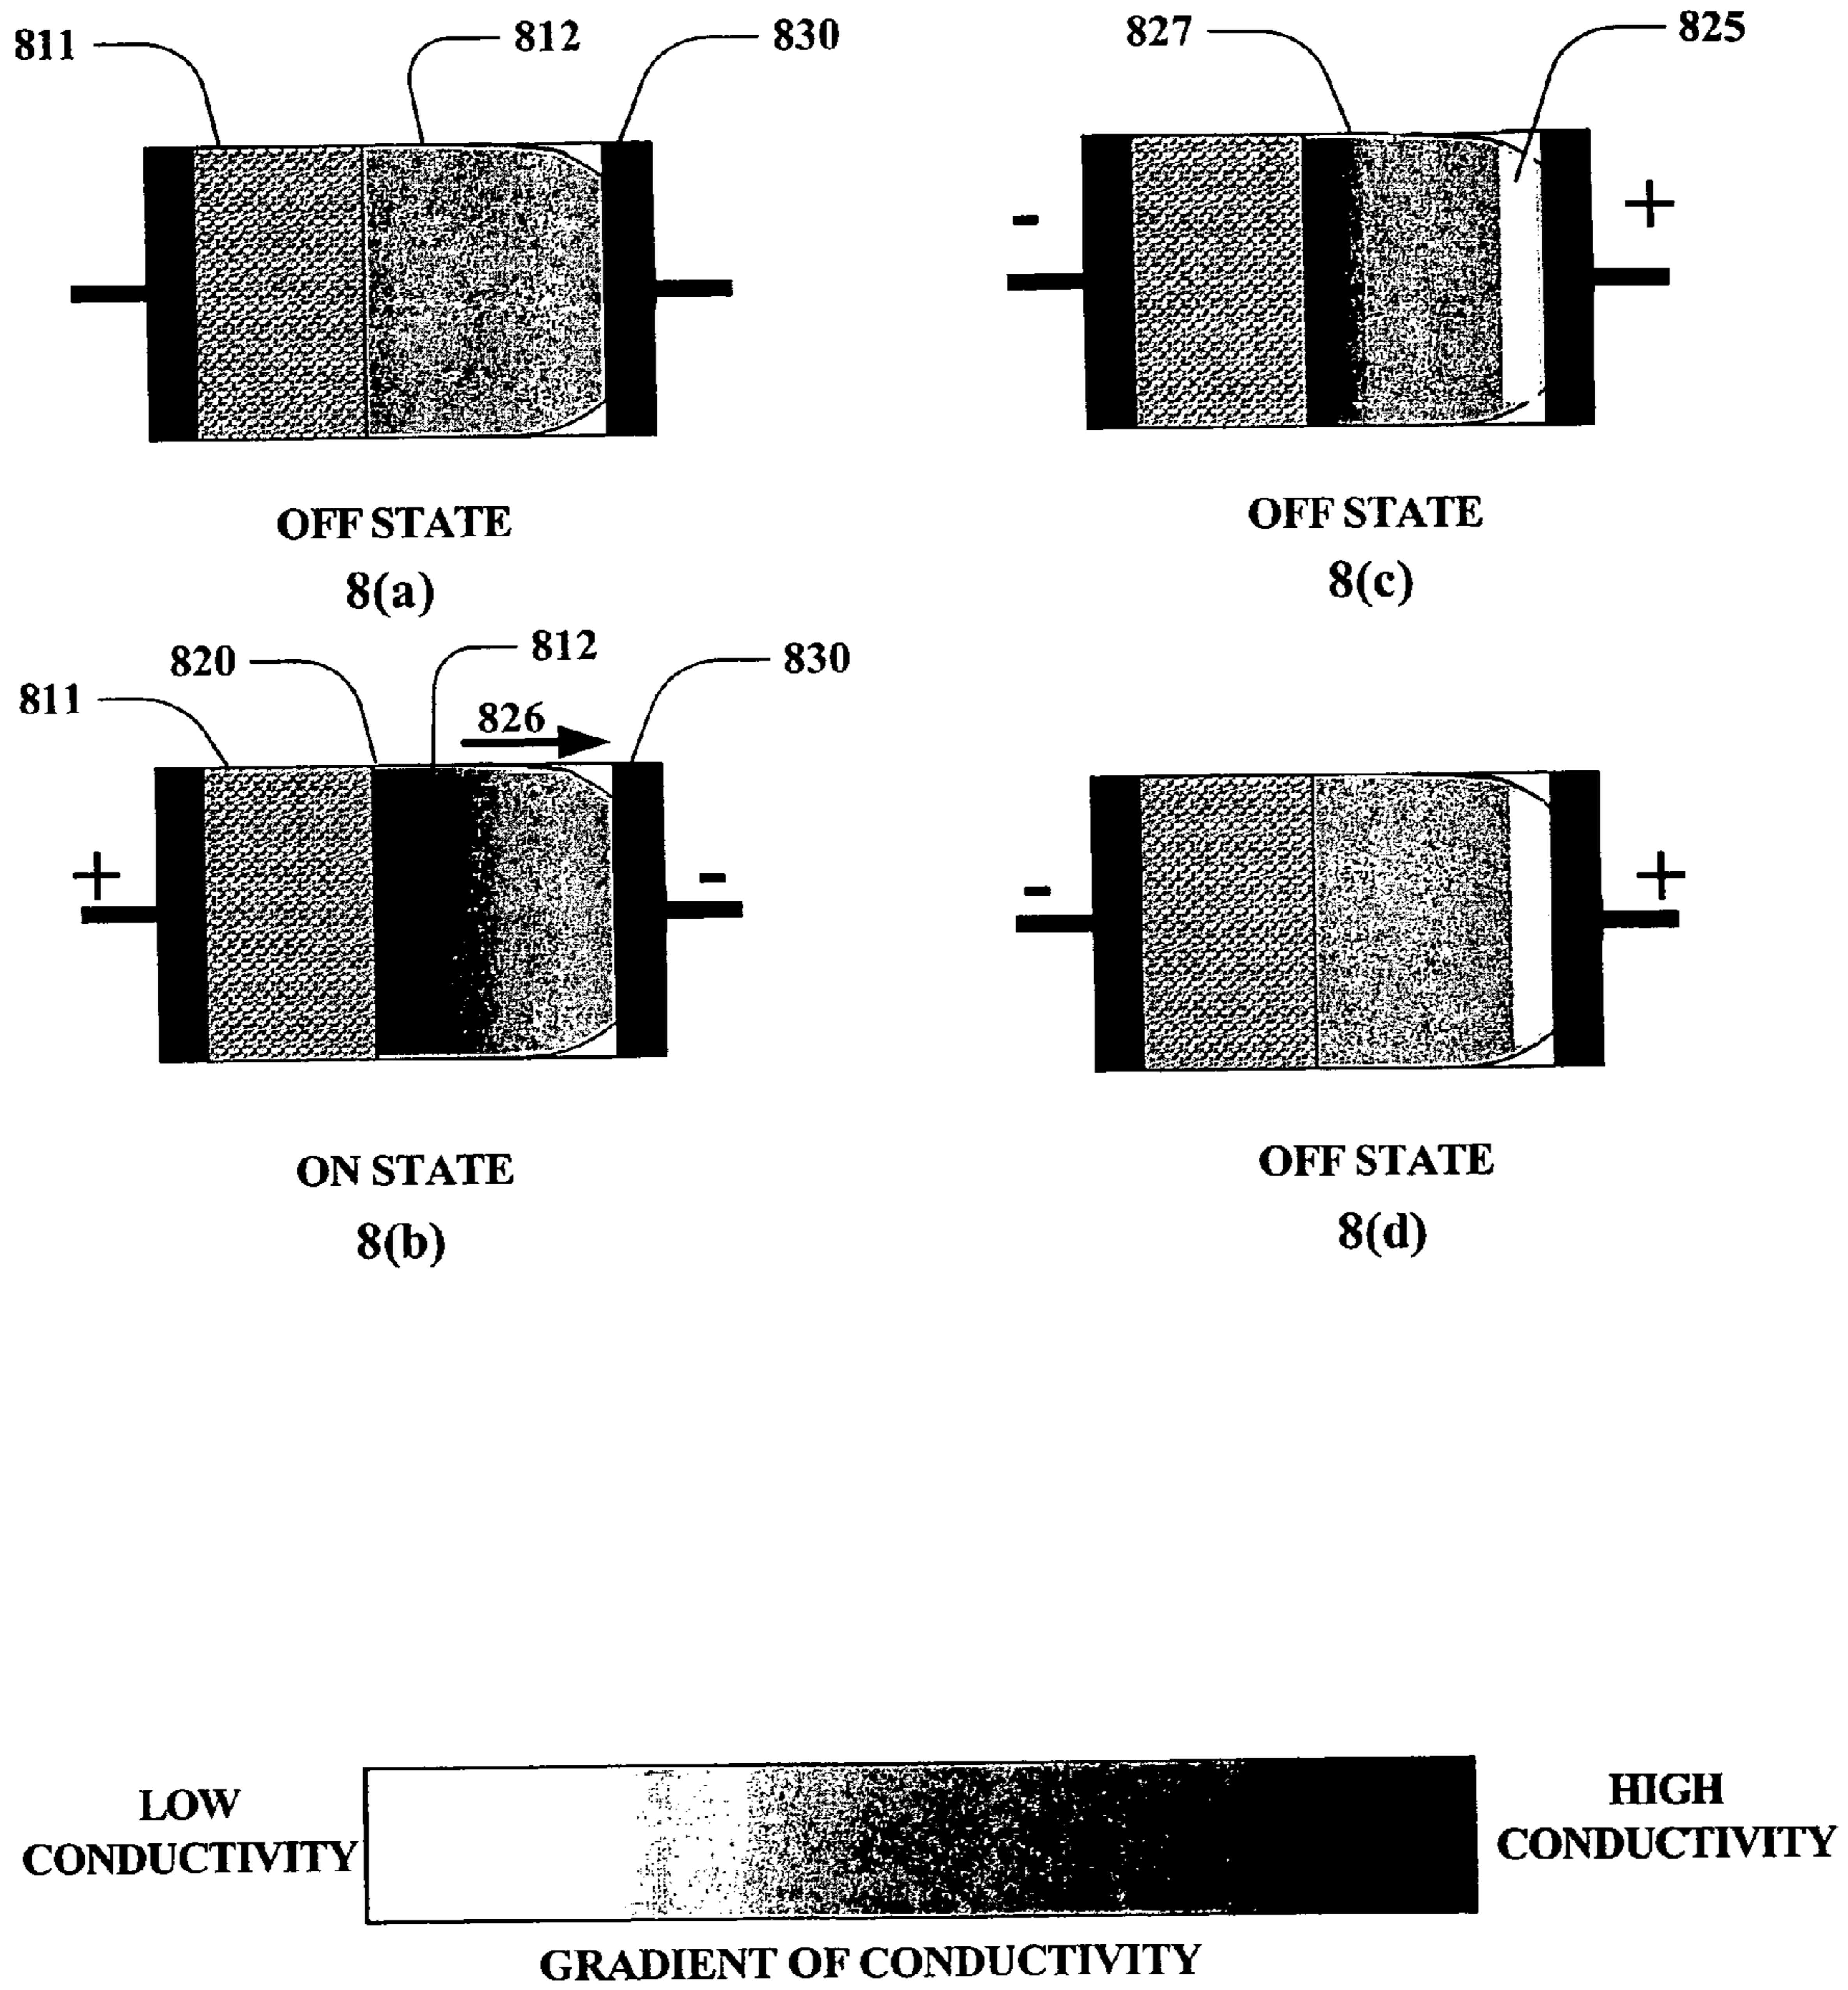 811
812
830
OFF STATE
8(a)
827
825
-
+
OFF STATE
8(c)
811
820
812
826
830
+
-
ON STATE
8(b)
-
+
OFF STATE
8(d)
LOW
CONDUCTIVITY
HIGH
CONDUCTIVITY
GRADIENT OF CONDUCTIVITY